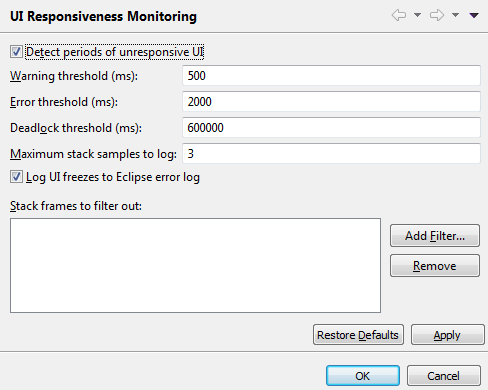 UI Responsiveness Monitoring
Detect periods of unresponsive UI
Warning threshold (ms): 500
Error threshold (ms): 2000
Deadlock threshold (ms): 600000
Maximum stack samples to log: 3
Log UI freezes to Eclipse error log
Stack frames to filter out:
Add Filter...
Remove
Restore Defaults Apply
OK Cancel